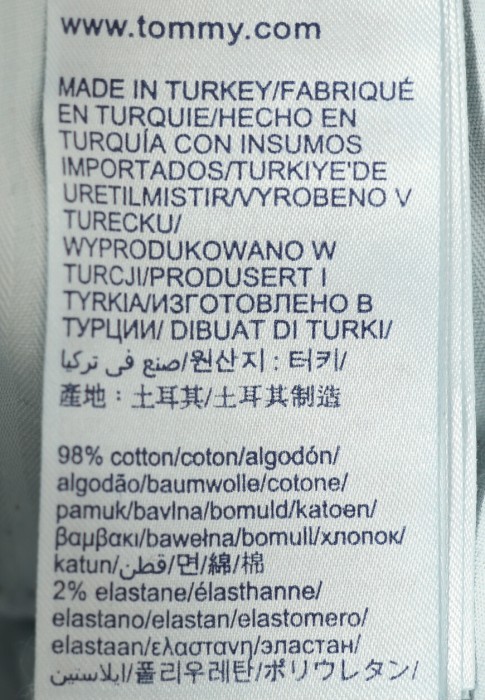 www.tommy.com
MADE IN TURKEY/FABRIQUÉ
EN TURQUIE/HECHO EN
TURQUÍA CON INSUMOS
IMPORTADOS/TURKIYE'DE
URETILMISTIR/VYROBENO V
TURECKU/
WYPRODUKOWANO W
TURCJI/PRODUSERT I
TYRKIA/ИЗГОТОВЛЕНО В
ТУРЦИИ/ DIBUAT DI TURKI/
صنع في تركيا/원산지 : 터키/
產地：土耳其/土耳其制造
98% cotton/coton/algodón/
algodão/baumwolle/cotone/
pamuk/bavlna/bomuld/katoen/
βαμβακι/bawełna/bomull/хлопок/
katun/قطن/면/綿/棉
2% elastane/élasthanne/
elastano/elastan/elastomero/
elastaan/ελαστανη/эластан/
ايلاستين/폴리우레탄/ポリウレタン/